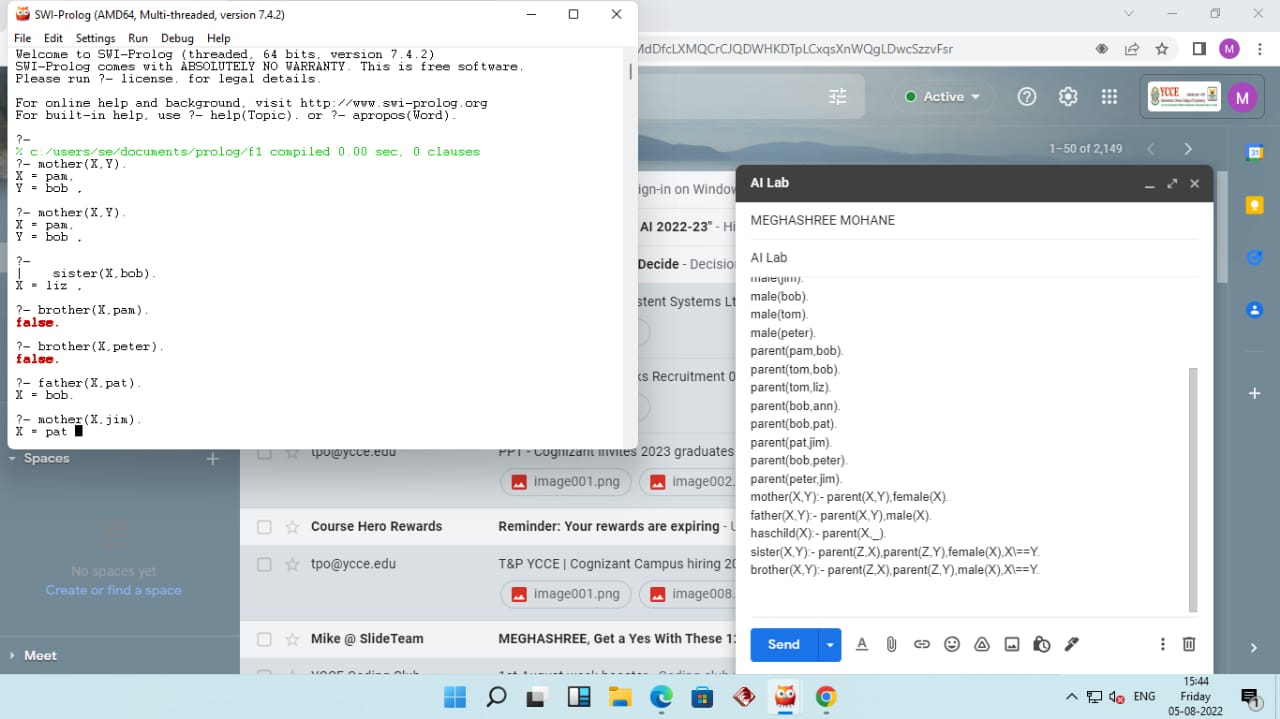 SWI-Prolog (AMD64, Multi-threaded, version 7.4.2)
File Edit Settings Run Debug Help
Welcome to SWI-Prolog (threaded, 64 bits, version 7.4.2)
SWI-Prolog comes with ABSOLUTELY NO WARRANTY. This is free software.
Please run ?- license. for legal details.
For online help and background, visit http://www.swi-prolog.org
For built-in help, use ?- help(Topic). or ?- apropos(Word).
?-
% c:/users/se/documents/prolog/f1 compiled 0.00 sec, 0 clauses
?- mother(X,Y).
X = pam,
Y = bob ,
?- mother(X,Y).
X = pam,
Y = bob ,
?-
| sister(X,bob).
X = liz ,
?- brother(X,pam).
false.
?- brother(X,peter).
false.
?- father(X,pat).
X = bob.
?- mother(X,jim).
X = pat
M
Active
YCCE
M
1–50 of 2,149
31
ign-in on Window
AI 2022-23" - Hi
Decide - Decision
stent Systems Lt
ks Recruitment 0
Spaces
No spaces yet
Create or find a space
Meet
tpo@ycce.edu
PPT - Cognizant invites 2023 graduates
image001.png
image002.
Course Hero Rewards
Reminder: Your rewards are expiring
tpo@ycce.edu
T&P YCCE | Cognizant Campus hiring 20
image001.png
image008.
Mike @ SlideTeam
MEGHASHREE, Get a Yes With These 12
YCCE Coding Club
AI Lab
MEGHASHREE MOHANE
AI Lab
male(jim).
male(bob).
male(tom).
male(peter).
parent(pam,bob).
parent(tom,bob).
parent(tom,liz).
parent(bob,ann).
parent(bob,pat).
parent(pat,jim).
parent(bob,peter).
parent(peter,jim).
mother(X,Y):- parent(X,Y),female(X).
father(X,Y):- parent(X,Y),male(X).
haschild(X):- parent(X,_).
sister(X,Y):- parent(Z,X),parent(Z,Y),female(X),X\==Y.
brother(X,Y):- parent(Z,X),parent(Z,Y),male(X),X\==Y.
Send
ENG
15:44
Friday
05-08-2022
1